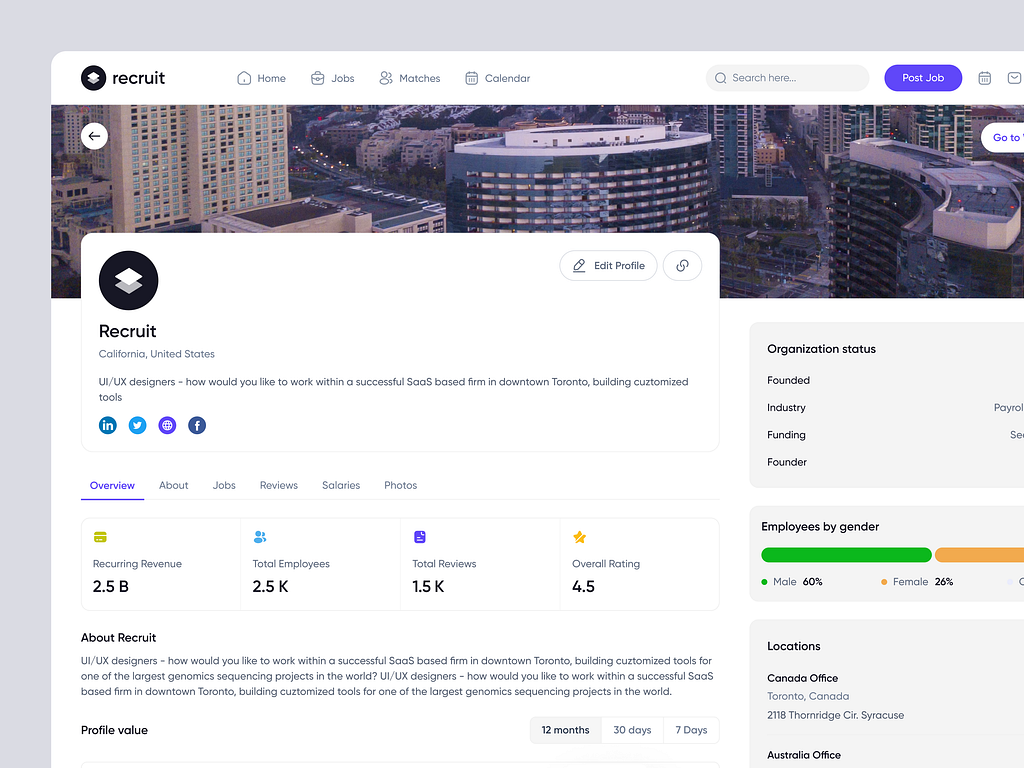 recruit
Home
Jobs
Matches
Calendar
Search here...
Post Job
Go to
Edit Profile
Recruit
California, United States
UI/UX designers - how would you like to work within a successful SaaS based firm in downtown Toronto, building cuztomized
tools
Overview
About
Jobs
Reviews
Salaries
Photos
Recurring Revenue
2.5 B
Total Employees
2.5 K
Total Reviews
1.5 K
Overall Rating
4.5
About Recruit
UI/UX designers - how would you like to work within a successful SaaS based firm in downtown Toronto, building cuztomized tools for
one of the largest genomics sequencing projects in the world? UI/UX designers - how would you like to work within a successful SaaS
based firm in downtown Toronto, building cuztomized tools for one of the largest genomics sequencing projects in the world.
Profile value
12 months
30 days
7 Days
Organization status
Founded
Industry
Funding
Founder
Employees by gender
Male 60%
Female 26%
Locations
Canada Office
Toronto, Canada
2118 Thornridge Cir. Syracuse
Australia Office